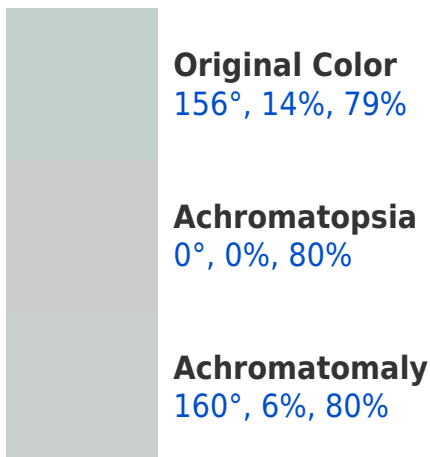 Original Color
156°, 14%, 79%
Achromatopsia
0°, 0%, 80%
Achromatomaly
160°, 6%, 80%